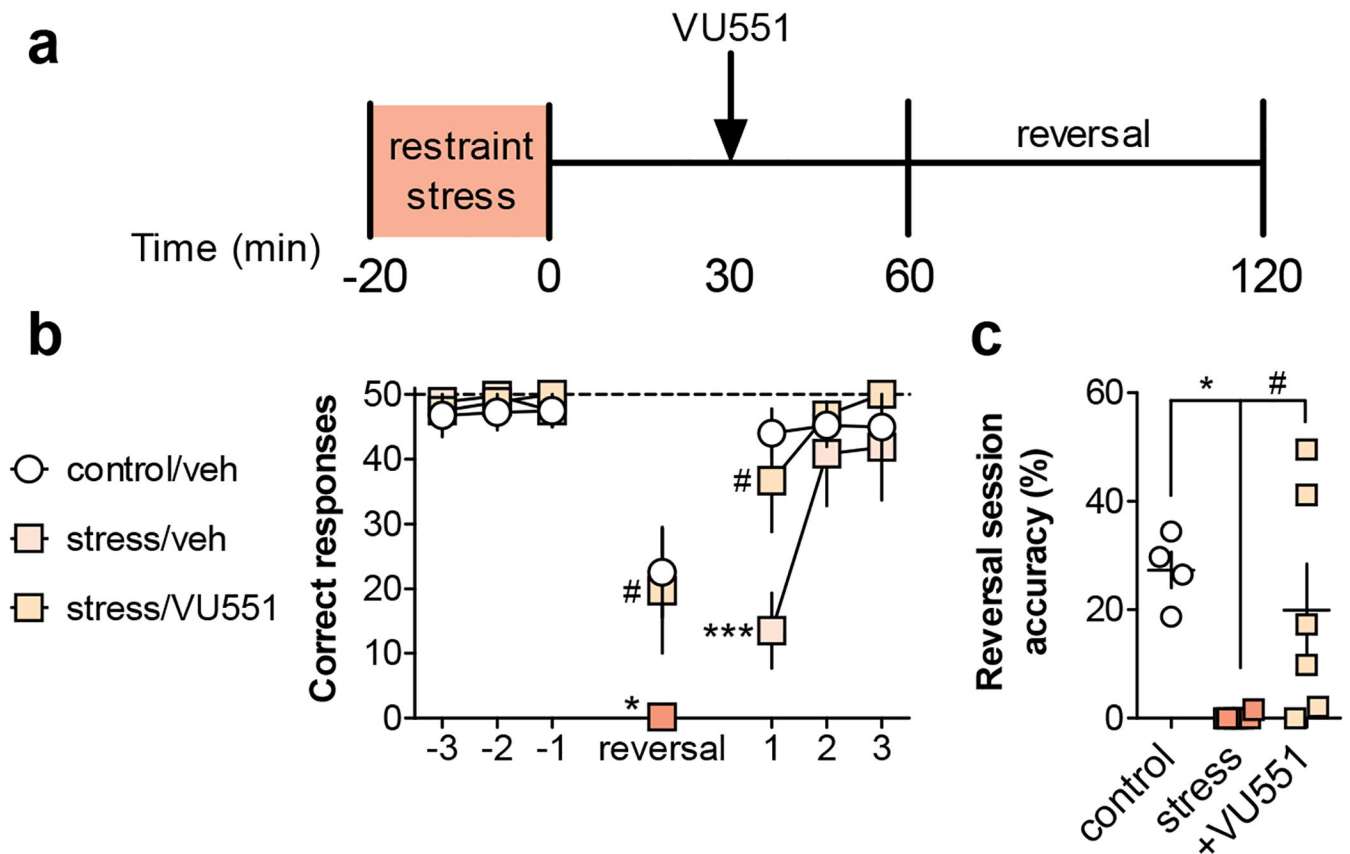 a
VU551
restraint
stress
reversal
Time (min)
-20 0 30 60 120
b
control/veh
stress/veh
stress/VU551
Correct responses
50
40
30
20
10
0
#
*
***
#
-3 -2 -1 reversal 1 2 3
c
Reversal session
accuracy (%)
60
40
20
0
* #
control
stress
+VU551